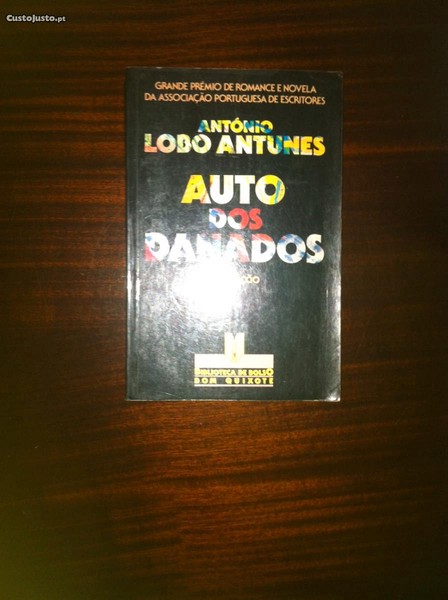 CustoJusto.pt
GRANDE PRÉMIO DE ROMANCE E NOVELA
DA ASSOCIAÇÃO PORTUGUESA DE ESCRITORES
ANTÓNIO
LOBO ANTUNES
AUTO
DOS
DANADOS
BIBLIOTECA DE BOLSO
DOM QUIXOTE